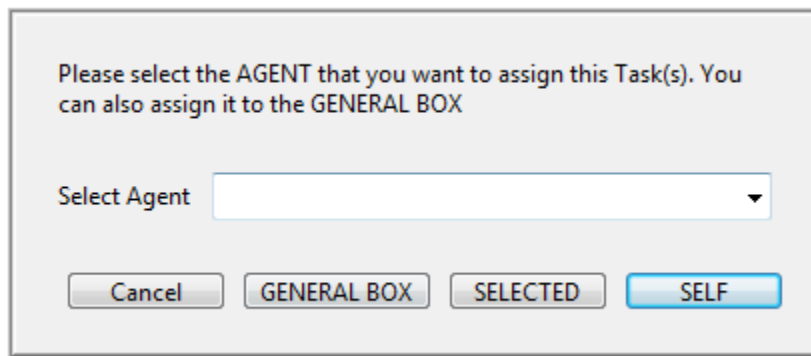 Please select the AGENT that you want to assign this Task(s). You
can also assign it to the GENERAL BOX
Select Agent
Cancel GENERAL BOX SELECTED SELF